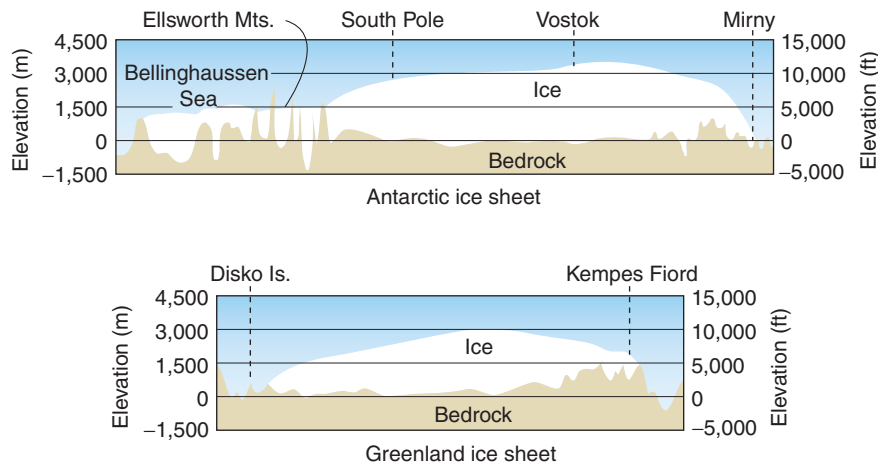 Ellsworth Mts. South Pole Vostok Mirny
4,500 15,000
3,000 10,000
Bellinghaussen
Sea
Ice
1,500 5,000
0 0
Bedrock
−1,500 −5,000
Elevation (m)
Elevation (ft)
Antarctic ice sheet
Disko Is. Kempes Fiord
4,500 15,000
3,000 10,000
Ice
1,500 5,000
0 0
Bedrock
−1,500 −5,000
Elevation (m)
Elevation (ft)
Greenland ice sheet